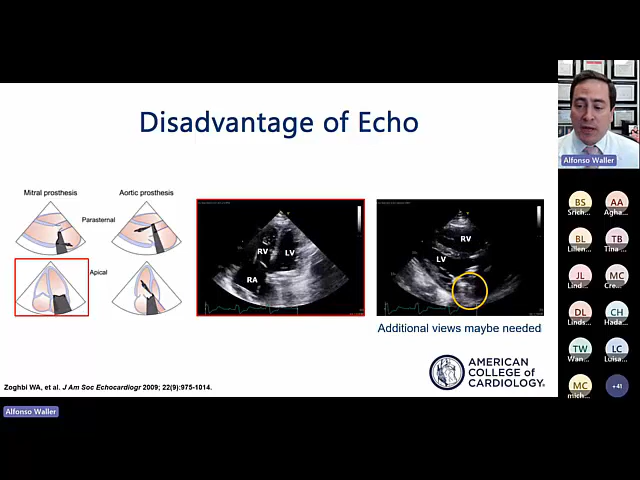 Disadvantage of Echo
Mitral prosthesis
Aortic prosthesis
Parasternal
Apical
RV
LV
RA
RV
LV
Additional views maybe needed
AMERICAN
COLLEGE of
CARDIOLOGY
Zoghbi WA, et al. J Am Soc Echocardiogr 2009; 22(9):975-1014.
Alfonso Waller
Alfonso Waller
BS
AA
Srich...
Agha...
BL
TB
Lillen...
Tina ...
JL
MC
Lind...
Cre...
DL
CH
Linds...
Hada...
TW
LC
Wan...
Luisa...
MC
+41
mich...